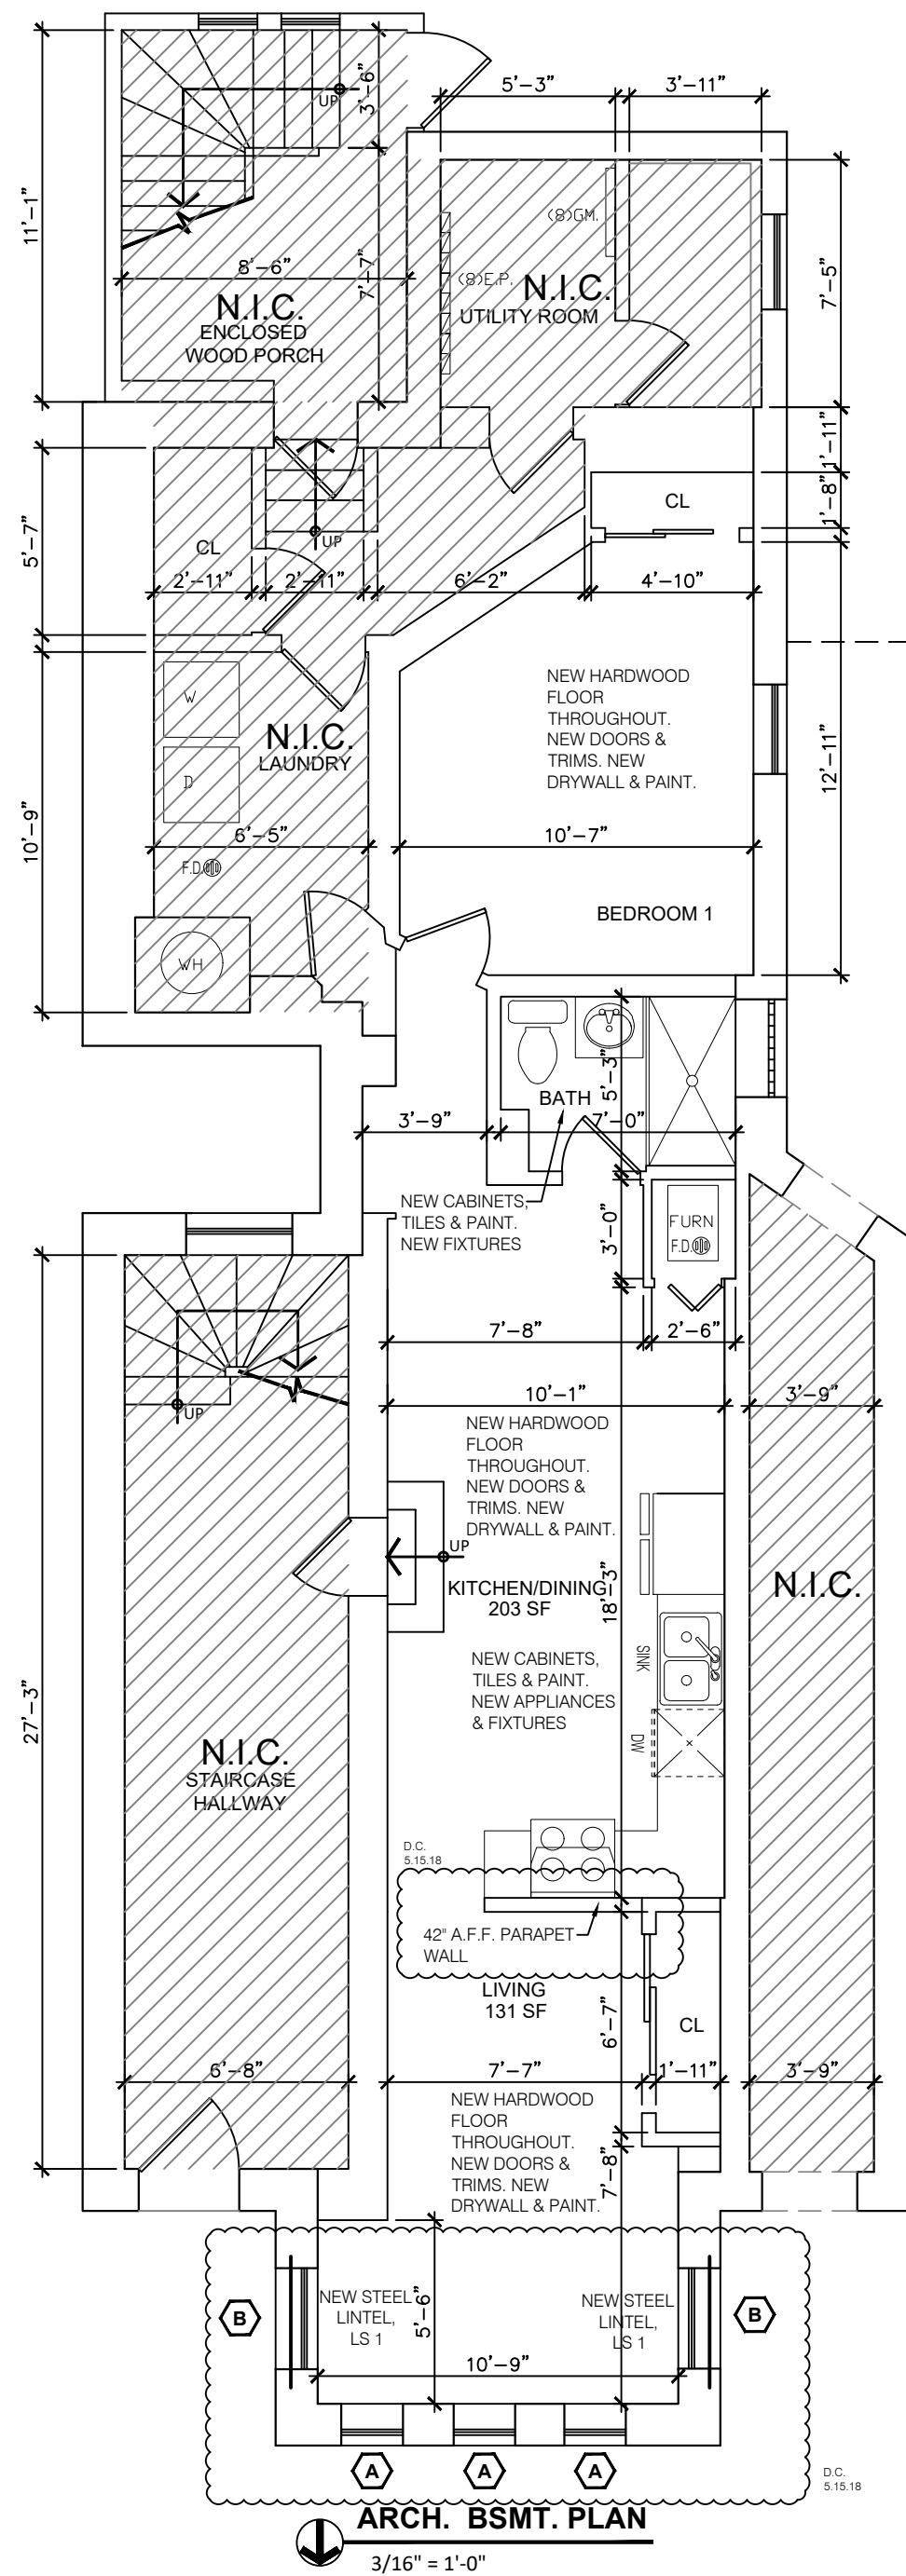 5'-3"
3'-11"
UP
3'-6"
11'-1"
8'-6"
7'-7"
N.I.C.
ENCLOSED
WOOD PORCH
(8)GM.
(8)E.P.
N.I.C.
UTILITY ROOM
7'-5"
1'-11"
1'-8"
CL
5'-7"
CL
UP
2'-11"
2'-11"
6'-2"
4'-10"
NEW HARDWOOD
FLOOR
THROUGHOUT.
NEW DOORS &
TRIMS. NEW
DRYWALL & PAINT.
12'-11"
W
N.I.C.
LAUNDRY
D
10'-9"
6'-5"
10'-7"
F.D.
BEDROOM 1
WH
5'-3"
BATH
3'-9"
7'-0"
NEW CABINETS,
TILES & PAINT.
NEW FIXTURES
3'-0"
FURN
F.D.
7'-8"
2'-6"
10'-1"
3'-9"
UP
NEW HARDWOOD
FLOOR
THROUGHOUT.
NEW DOORS &
TRIMS. NEW
DRYWALL & PAINT.
UP
KITCHEN/DINING
203 SF
18'-3"
N.I.C.
SINK
NEW CABINETS,
TILES & PAINT.
NEW APPLIANCES
& FIXTURES
DW
27'-3"
N.I.C.
STAIRCASE
HALLWAY
D.C.
5.15.18
42" A.F.F. PARAPET
WALL
LIVING
131 SF
6'-7"
CL
6'-8"
7'-7"
1'-11"
3'-9"
NEW HARDWOOD
FLOOR
THROUGHOUT.
NEW DOORS &
TRIMS. NEW
DRYWALL & PAINT.
7'-8"
B
NEW STEEL
LINTEL,
LS 1
5'-6"
NEW STEEL
LINTEL,
LS 1
B
10'-9"
A
A
A
D.C.
5.15.18
ARCH. BSMT. PLAN
3/16" = 1'-0"